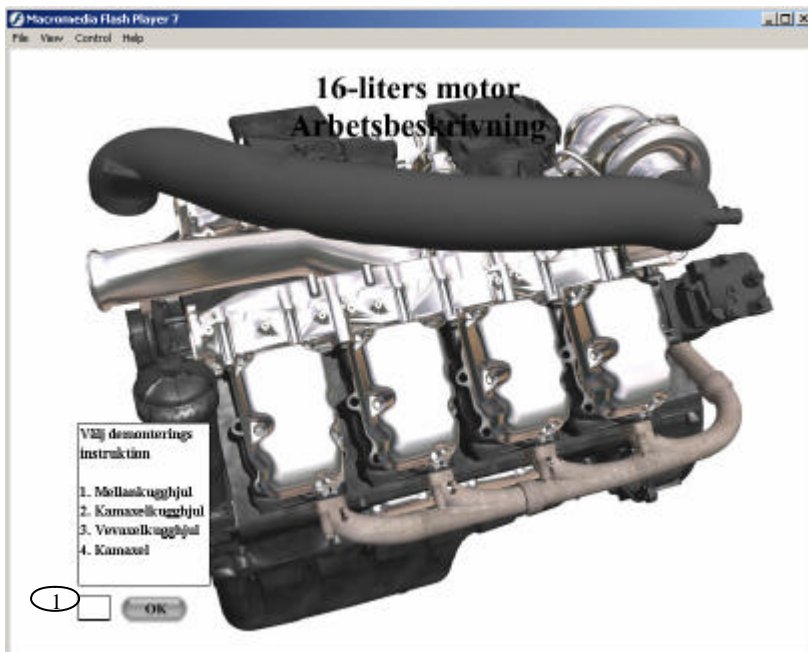 Macromedia Flash Player 7
File View Control Help
16-liters motor
Arbetsbeskrivning
Välj demonterings
instruktion
1. Mellankugghjul
2. Kamaxelkugghjul
3. Vevaxelkugghjul
4. Kamaxel
1
OK